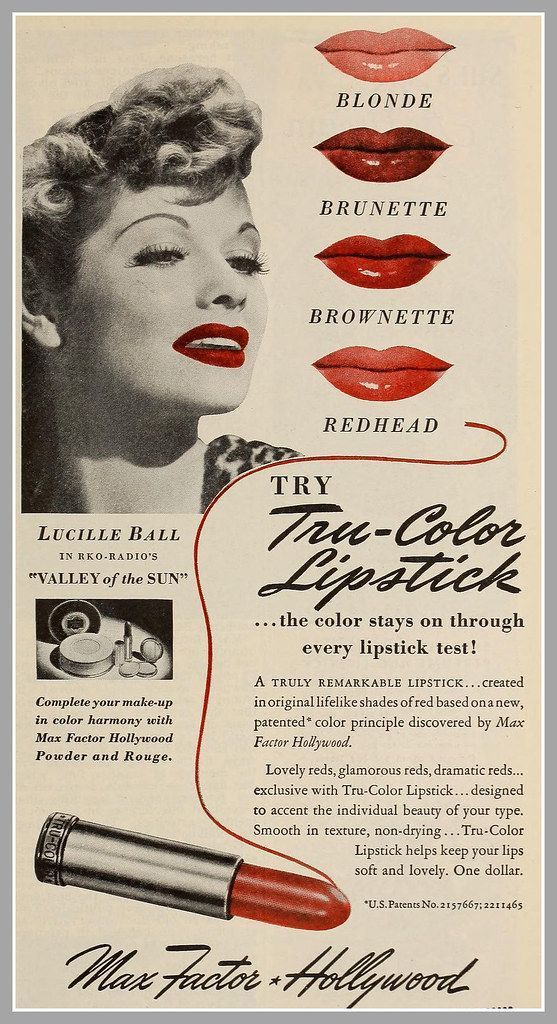 BLONDE
BRUNETTE
BROWNETTE
REDHEAD
LUCILLE BALL
IN RKO-RADIO'S
"VALLEY of the SUN"
Complete your make-up
in color harmony with
Max Factor Hollywood
Powder and Rouge.
TRY
Tru-Color
Lipstick
...the color stays on through
every lipstick test!
A TRULY REMARKABLE LIPSTICK...created
in original lifelike shades of red based on a new,
patented* color principle discovered by Max
Factor Hollywood.
Lovely reds, glamorous reds, dramatic reds...
exclusive with Tru-Color Lipstick...designed
to accent the individual beauty of your type.
Smooth in texture, non-drying...Tru-Color
Lipstick helps keep your lips
soft and lovely. One dollar.
*U.S. Patents No. 2157667; 2211465
TRU-COLO
Max Factor * Hollywood